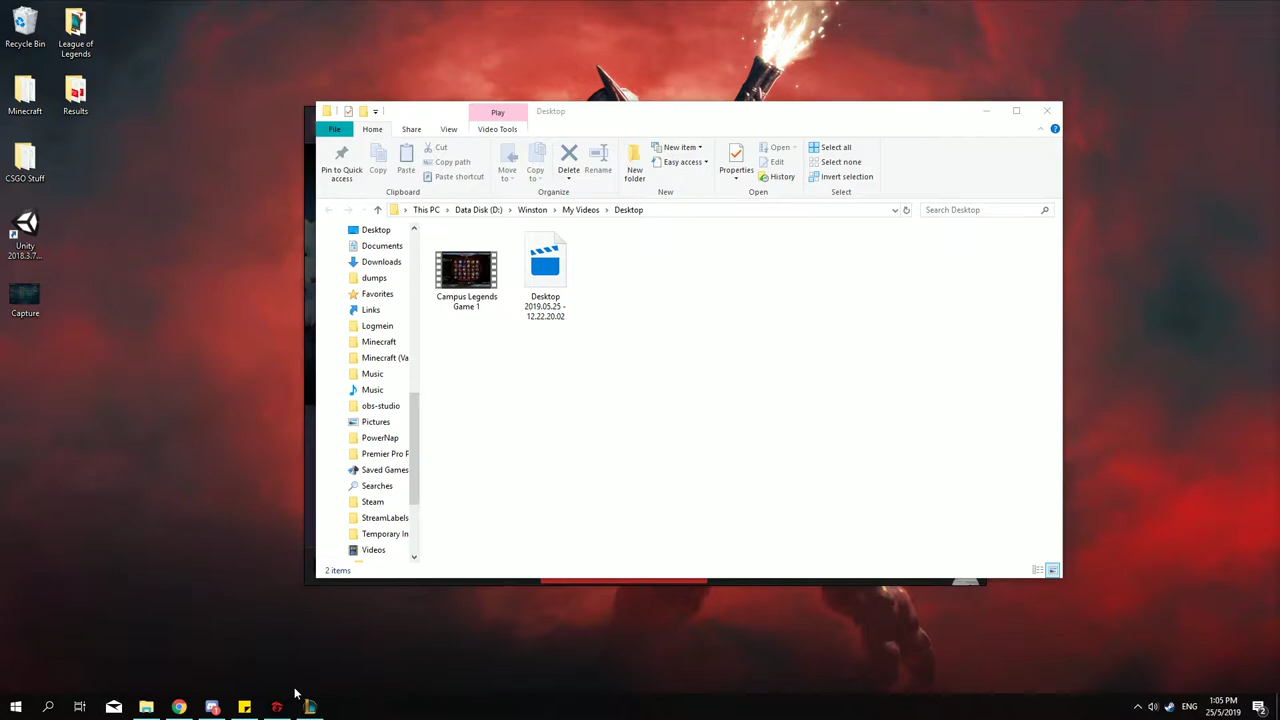 Recycle Bin
League of
Legends
Minecraft
Results
CSGO Stuff
Unity
2018.3.7...
Capture
Play
Desktop
File
Home
Share
View
Video Tools
Pin to Quick
access
Copy
Paste
Cut
Copy path
Paste shortcut
Clipboard
Move
to
Copy
to
Delete
Rename
Organize
New
folder
New item
Easy access
New
Properties
Open
Edit
History
Open
Select all
Select none
Invert selection
Select
This PC > Data Disk (D:) > Winston > My Videos > Desktop
Search Desktop
Desktop
Documents
Downloads
dumps
Favorites
Links
Logmein
Minecraft
Minecraft (Va
Music
Music
obs-studio
Pictures
PowerNap
Premier Pro P
Saved Games
Searches
Steam
StreamLabels
Temporary In
Videos
Campus Legends
Game 1
Desktop
2019.05.25 -
12.22.20.02
2 items
ENG
1:05 PM
25/5/2019
2
1